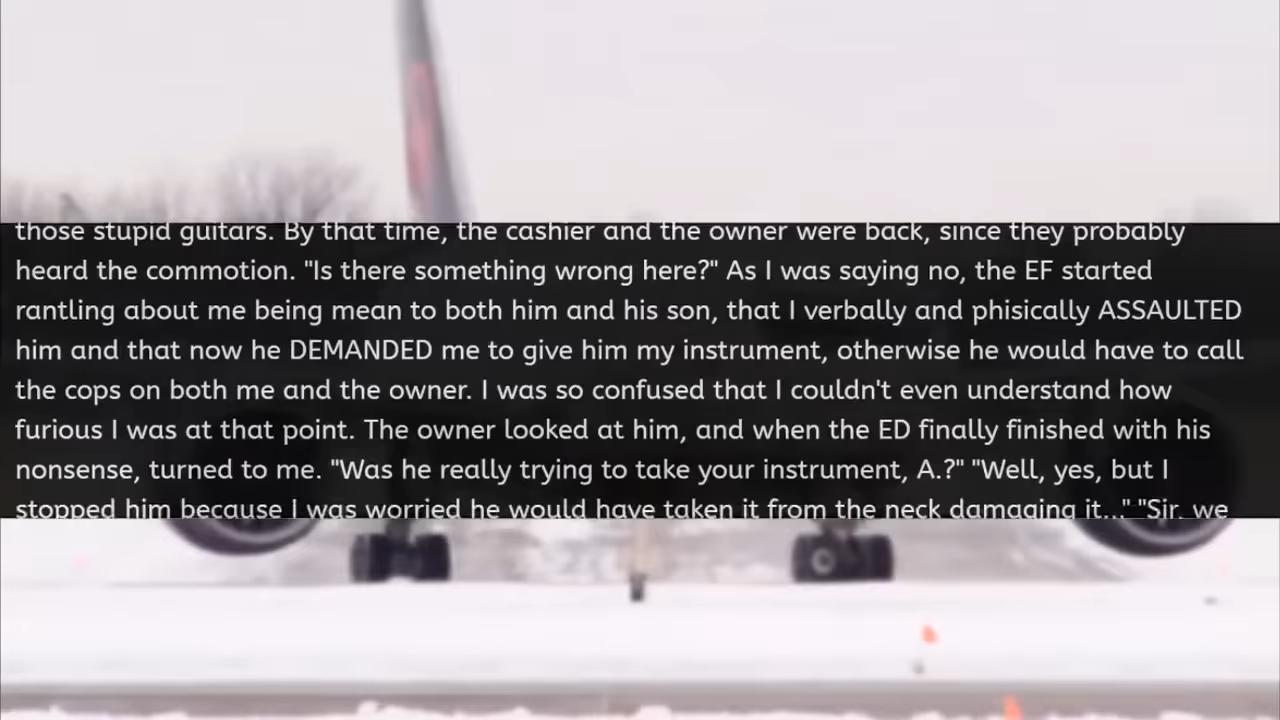 those stupid guitars. By that time, the cashier and the owner were back, since they probably
heard the commotion. "Is there something wrong here?" As I was saying no, the EF started
rantling about me being mean to both him and his son, that I verbally and phisically ASSAULTED
him and that now he DEMANDED me to give him my instrument, otherwise he would have to call
the cops on both me and the owner. I was so confused that I couldn't even understand how
furious I was at that point. The owner looked at him, and when the ED finally finished with his
nonsense, turned to me. "Was he really trying to take your instrument, A.?" "Well, yes, but I
stopped him because I was worried he would have taken it from the neck damaging it..." "Sir, we